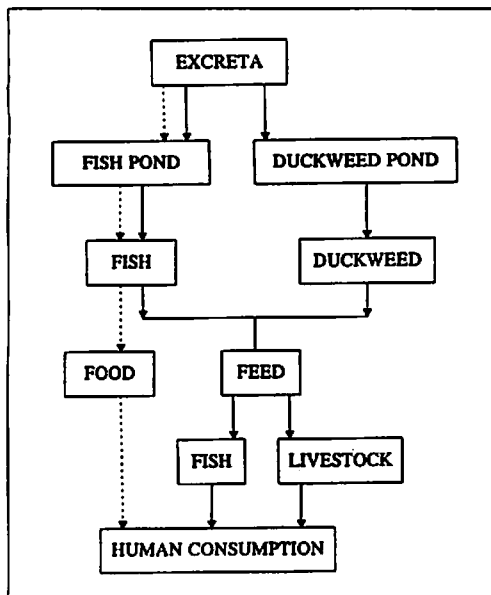 EXCRETA
FISH POND
DUCKWEED POND
FISH
DUCKWEED
FOOD
FEED
FISH
LIVESTOCK
HUMAN CONSUMPTION